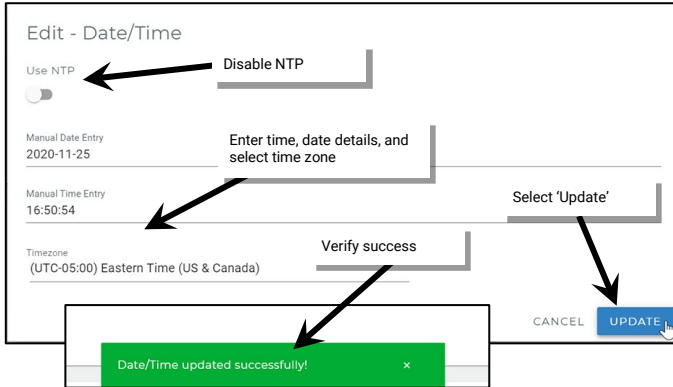 Edit - Date/Time
Use NTP
Disable NTP
Manual Date Entry
2020-11-25
Enter time, date details, and
select time zone
Manual Time Entry
16:50:54
Select ‘Update’
Timezone
(UTC-05:00) Eastern Time (US & Canada)
Verify success
CANCEL
UPDATE
Date/Time updated successfully!
×